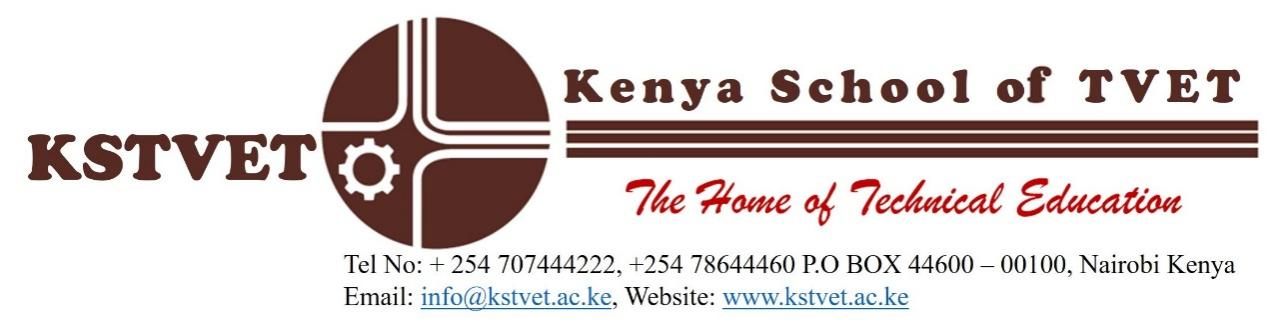 KSTVET
Kenya School of TVET
The Home of Technical Education
Tel No: + 254 707444222, +254 78644460 P.O BOX 44600 – 00100, Nairobi Kenya
Email: info@kstvet.ac.ke, Website: www.kstvet.ac.ke